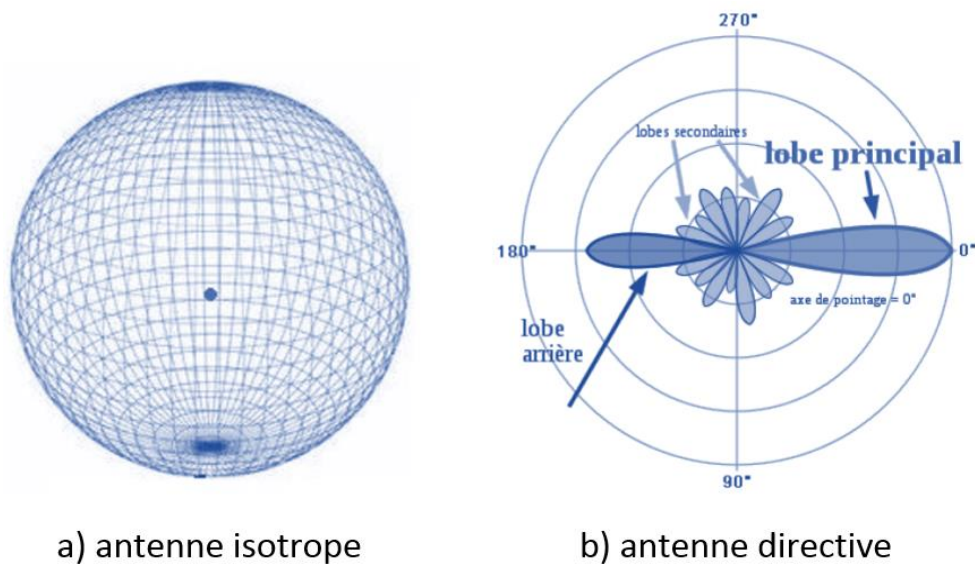 270°
lobes secondaires
lobe principal
180°
0°
axe de pointage = 0°
lobe
arrière
90°
a) antenne isotrope
b) antenne directive